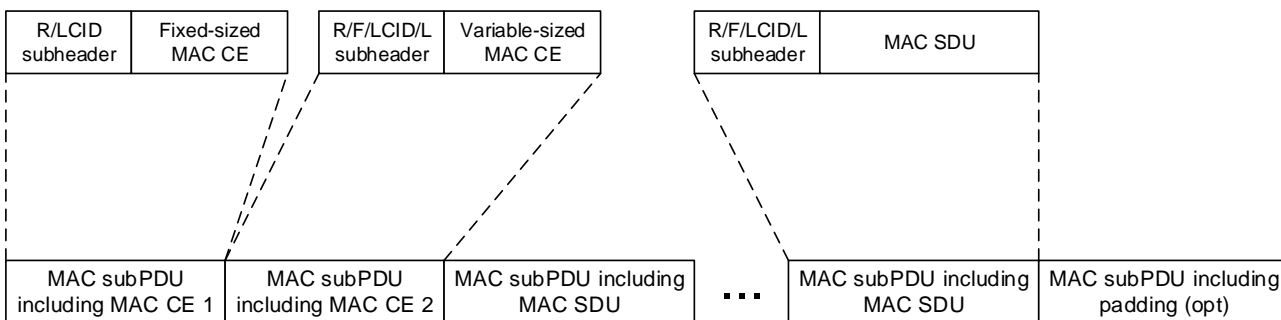 R/LCID
subheader
Fixed-sized
MAC CE
R/F/LCID/L
subheader
Variable-sized
MAC CE
R/F/LCID/L
subheader
MAC SDU
MAC subPDU
including MAC CE 1
MAC subPDU
including MAC CE 2
MAC subPDU including
MAC SDU
...
MAC subPDU including
MAC SDU
MAC subPDU including
padding (opt)